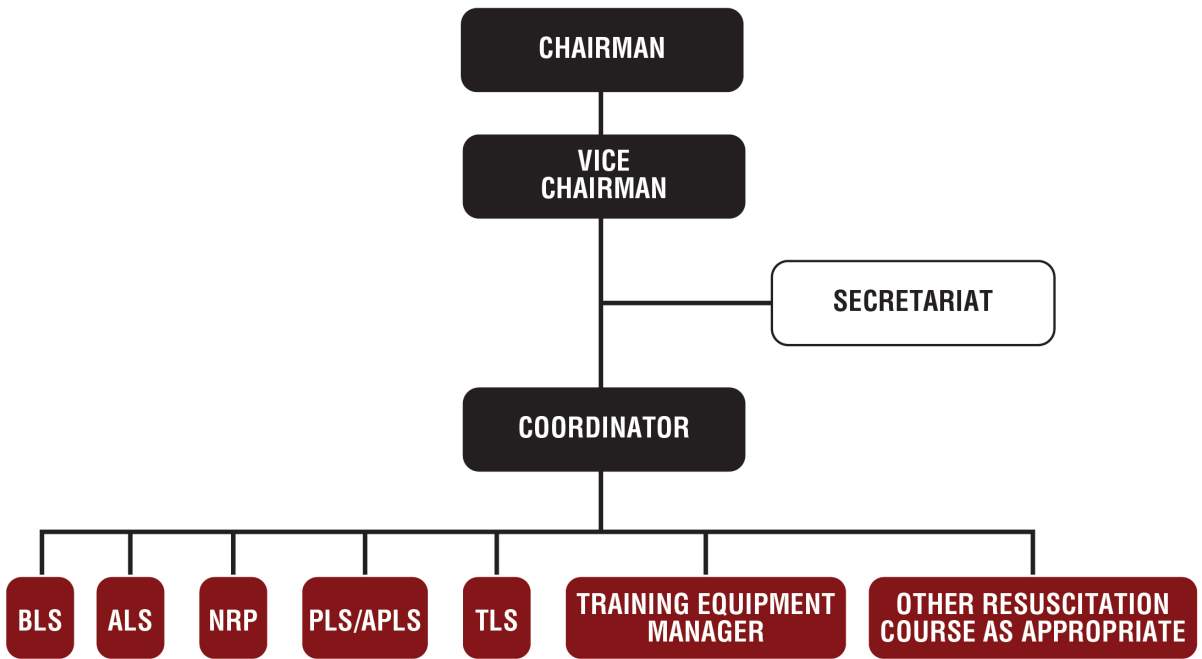 CHAIRMAN
VICE
CHAIRMAN
SECRETARIAT
COORDINATOR
BLS
ALS
NRP
PLS/APLS
TLS
TRAINING EQUIPMENT
MANAGER
OTHER RESUSCITATION
COURSE AS APPROPRIATE